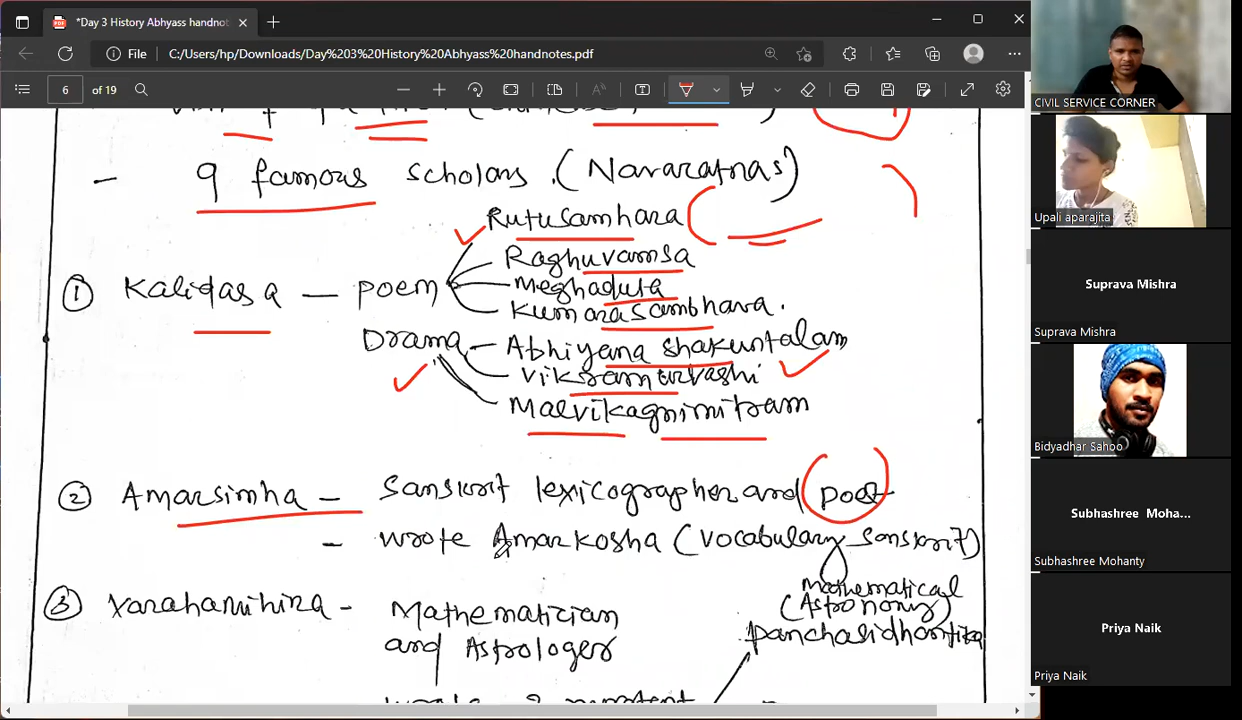 *Day 3 History Abhyass handnot
File C:/Users/hp/Downloads/Day%203%20History%20Abhyass%20handnotes.pdf
6 of 19
- 9 famous scholars. (Navaratnas)
Rutusamhara
Raghuvamsa
① Kalidasa — poem
Meghaduta
Kumarasambhava.
Drama — Abhiyana shakuntalam
Vikramurvashi
Malvikagnimitram
② Amarsimha - Sanskrit lexicographer and poet
- wrote Amarkosha (vocabulary sanskrit)
③ Varahamihira - Mathematician
and Astrologer
Mathematical
(Astronomy)
panchasidhantika
CIVIL SERVICE CORNER
Upali aparajita
Suprava Mishra
Suprava Mishra
Bidyadhar Sahoo
Subhashree Moha...
Subhashree Mohanty
Priya Naik
Priya Naik